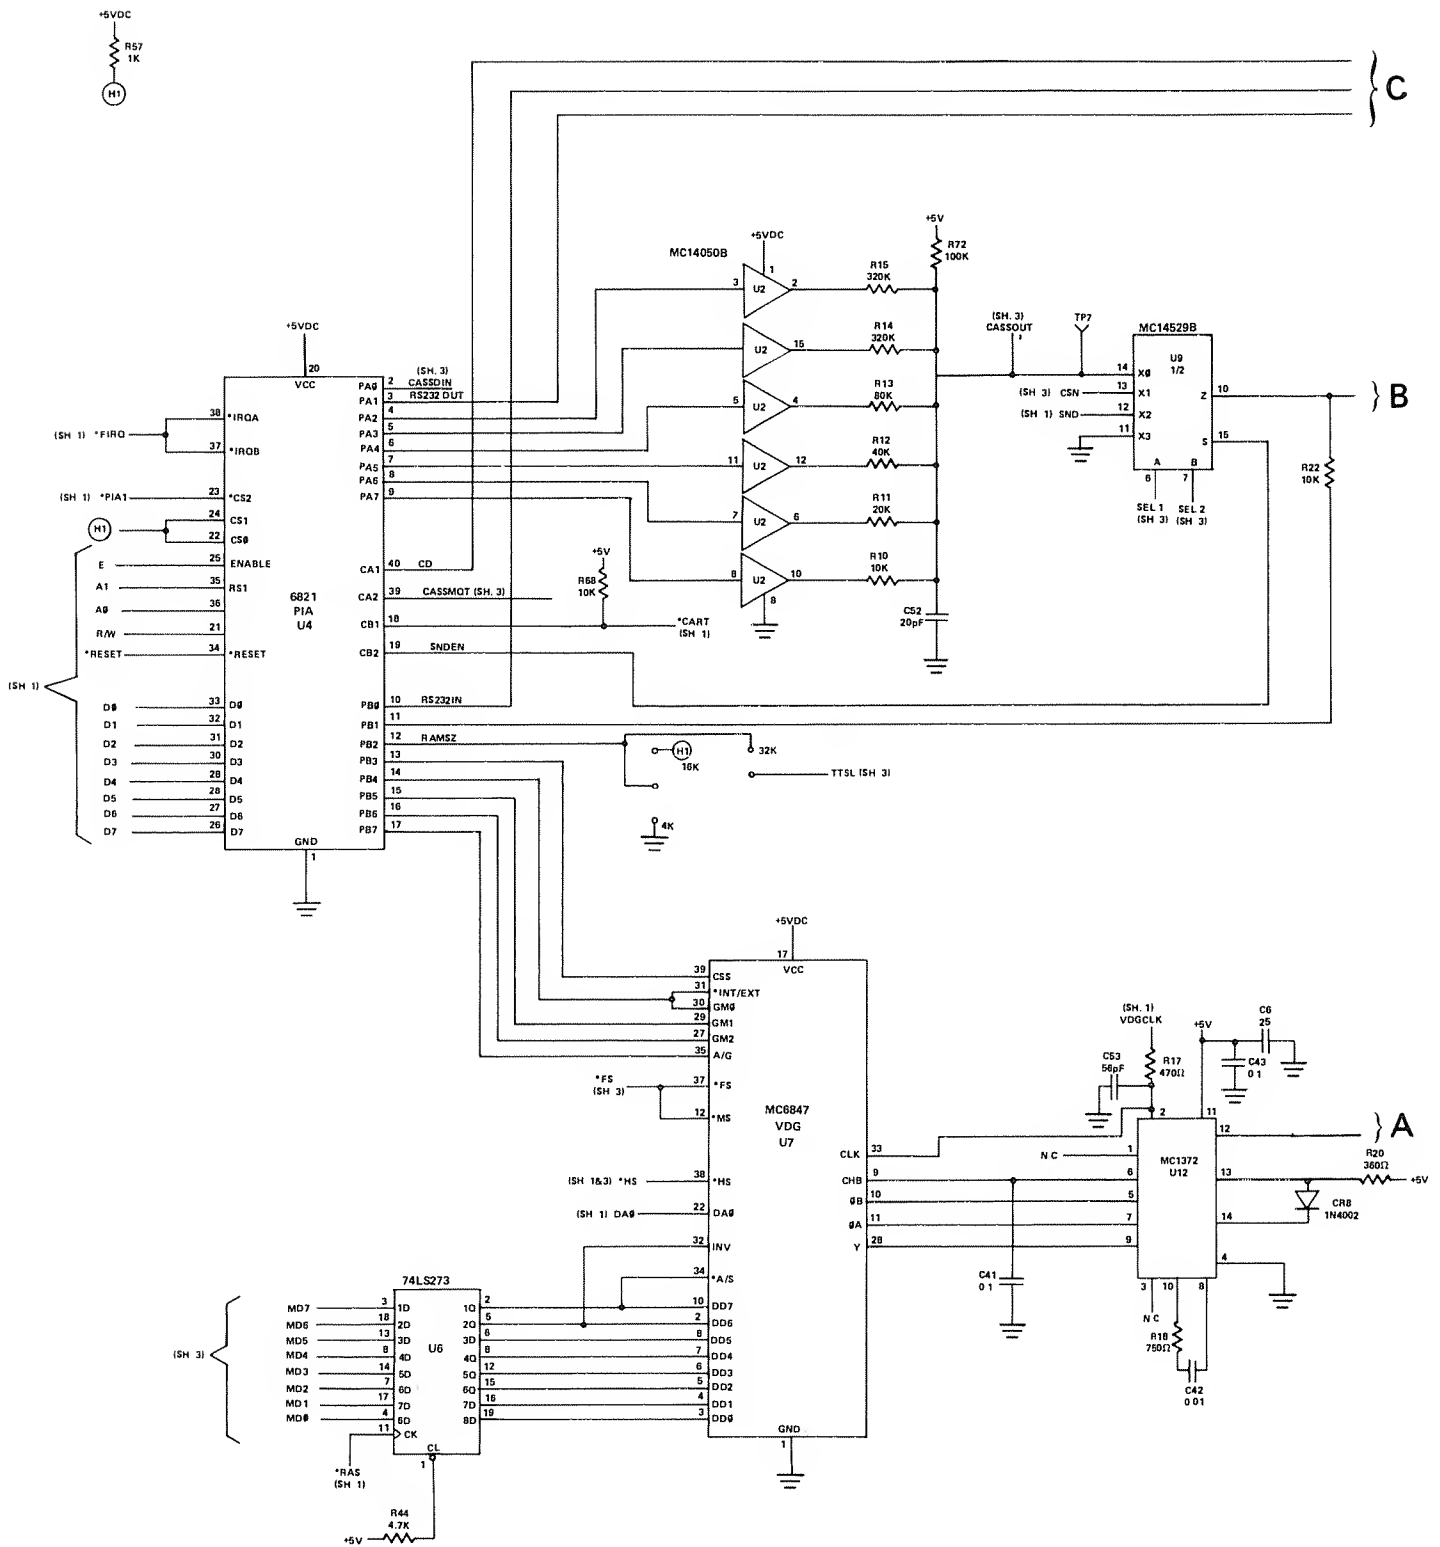 +5VDC
R57
1K
H1
C
+5VDC
MC14050B
3
1
U2
2
R15
320K
+5V
R72
100K
U2
15
R14
320K
5
U2
4
R13
80K
11
U2
12
R12
40K
7
U2
6
R11
20K
8
U2
10
8
R10
10K
C52
20pF
(SH. 3)
CASSOUT
TP7
MC14529B
U9
1/2
14
X0
(SH 3) CSN
13
X1
(SH 1) SND
12
X2
11
X3
Z
10
S
15
A
B
6
7
SEL 1
(SH 3)
SEL 2
(SH 3)
B
R22
10K
+5VDC
20
VCC
38
*IRQA
(SH 1) *FIRQ
37
*IRQB
(SH 1) *PIA1
23
*CS2
H1
24
CS1
22
CS0
E
25
ENABLE
A1
35
RS1
A0
36
R/W
21
*RESET
34
*RESET
(SH 1)
6821
PIA
U4
D0
33
D0
D1
32
D1
D2
31
D2
D3
30
D3
D4
28
D4
D5
28
D5
D6
27
D6
D7
26
D7
GND
1
PA0
2
(SH. 3)
CASSDIN
PA1
3
RS232 OUT
PA2
4
PA3
5
PA4
6
PA5
7
PA6
8
PA7
9
CA1
40
CD
CA2
39
CASSMOT (SH. 3)
CB1
18
+5V
R68
10K
*CART
(SH 1)
CB2
19
SNDEN
PB0
10
RS232IN
PB1
11
PB2
12
RAMSZ
PB3
13
PB4
14
PB5
15
PB6
16
PB7
17
H1
16K
32K
TTSL (SH 3)
4K
+5VDC
17
VCC
39
CSS
31
*INT/EXT
30
GM0
29
GM1
27
GM2
35
A/G
*FS
(SH 3)
37
*FS
12
*MS
(SH 1&3) *HS
38
*HS
(SH 1) DA0
22
DA0
32
INV
34
*A/S
10
DD7
2
DD6
8
DD5
7
DD4
6
DD3
5
DD2
4
DD1
3
DD0
MC6847
VDG
U7
GND
1
CLK
33
CHB
9
0B
10
0A
11
Y
28
C41
0 1
(SH. 1)
VDGCLK
R17
470Ω
C53
56pF
+5V
C6
25
C43
0 1
MC1372
U12
2
11
12
N C
1
6
5
7
9
13
14
4
3
10
8
N C
R18
750Ω
C42
0 01
A
R20
360Ω
+5V
CR8
1N4002
74LS273
U6
(SH 3)
MD7
3
1D
1Q
2
MD6
18
2D
2Q
5
MD5
13
3D
3D
6
MD4
8
4D
4Q
8
MD3
14
5D
5Q
12
MD2
7
6D
6Q
15
MD1
17
7D
7D
16
MD0
4
6D
8D
19
11
CK
*RAS
(SH 1)
CL
1
R44
4.7K
+5V